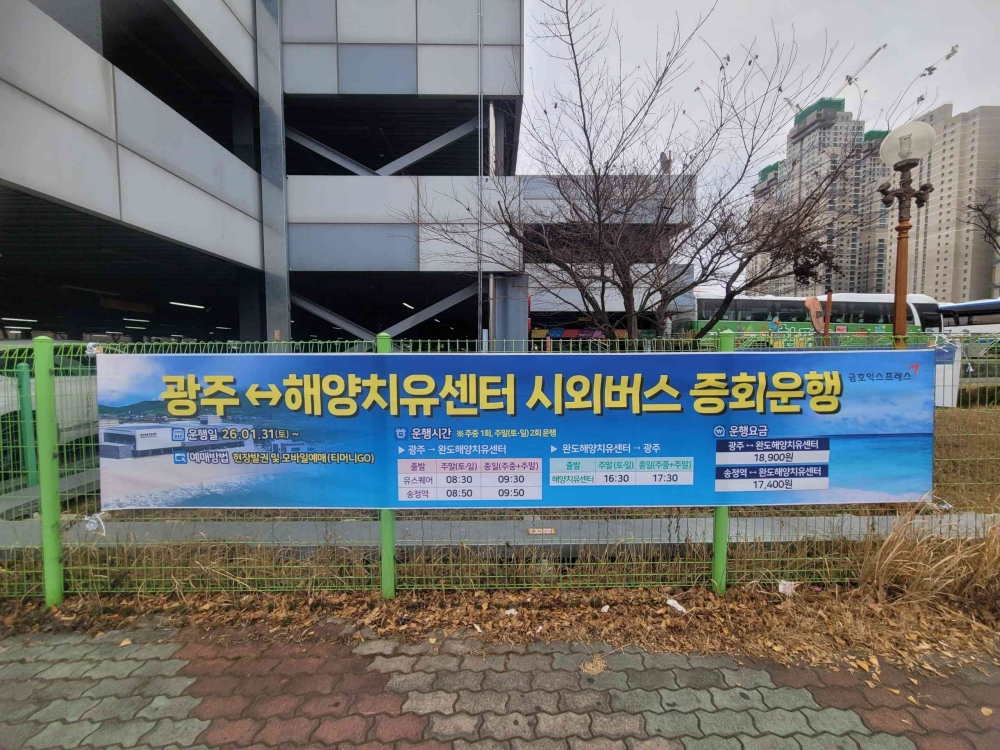 광주 ↔ 해양치유센터 시외버스 증회운행
금호익스프레스
운행일 26.01.31(토) ~
예매방법 현장발권 및 모바일예매 (티머니GO)
운행시간 ※ 주중 1회, 주말(토·일) 2회 운행
▶ 광주 → 완도해양치유센터
출발 주말(토·일) 종일(주중+주말)
유스퀘어 08:30 09:30
송정역 08:50 09:50
▶ 완도해양치유센터 → 광주
출발 주말(토·일) 종일(주중+주말)
해양치유센터 16:30 17:30
운행요금
광주 ↔ 완도해양치유센터
18,900원
송정역 ↔ 완도해양치유센터
17,400원